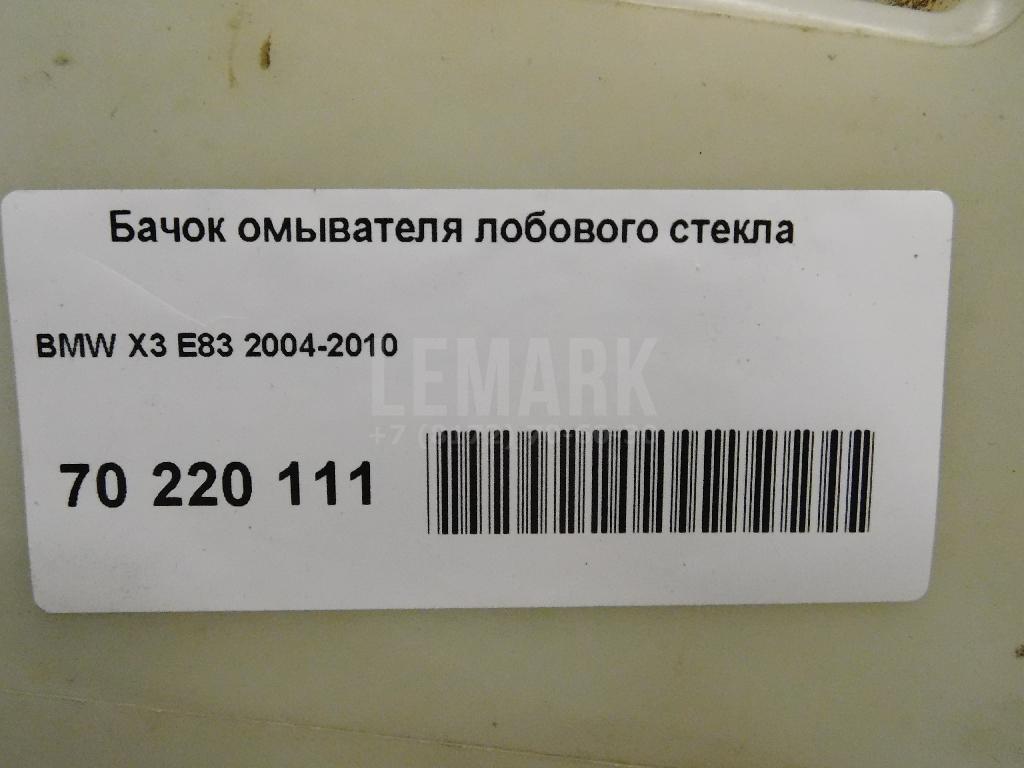 Бачок омывателя лобового стекла
BMW X3 E83 2004-2010
LEMARK
70 220 111